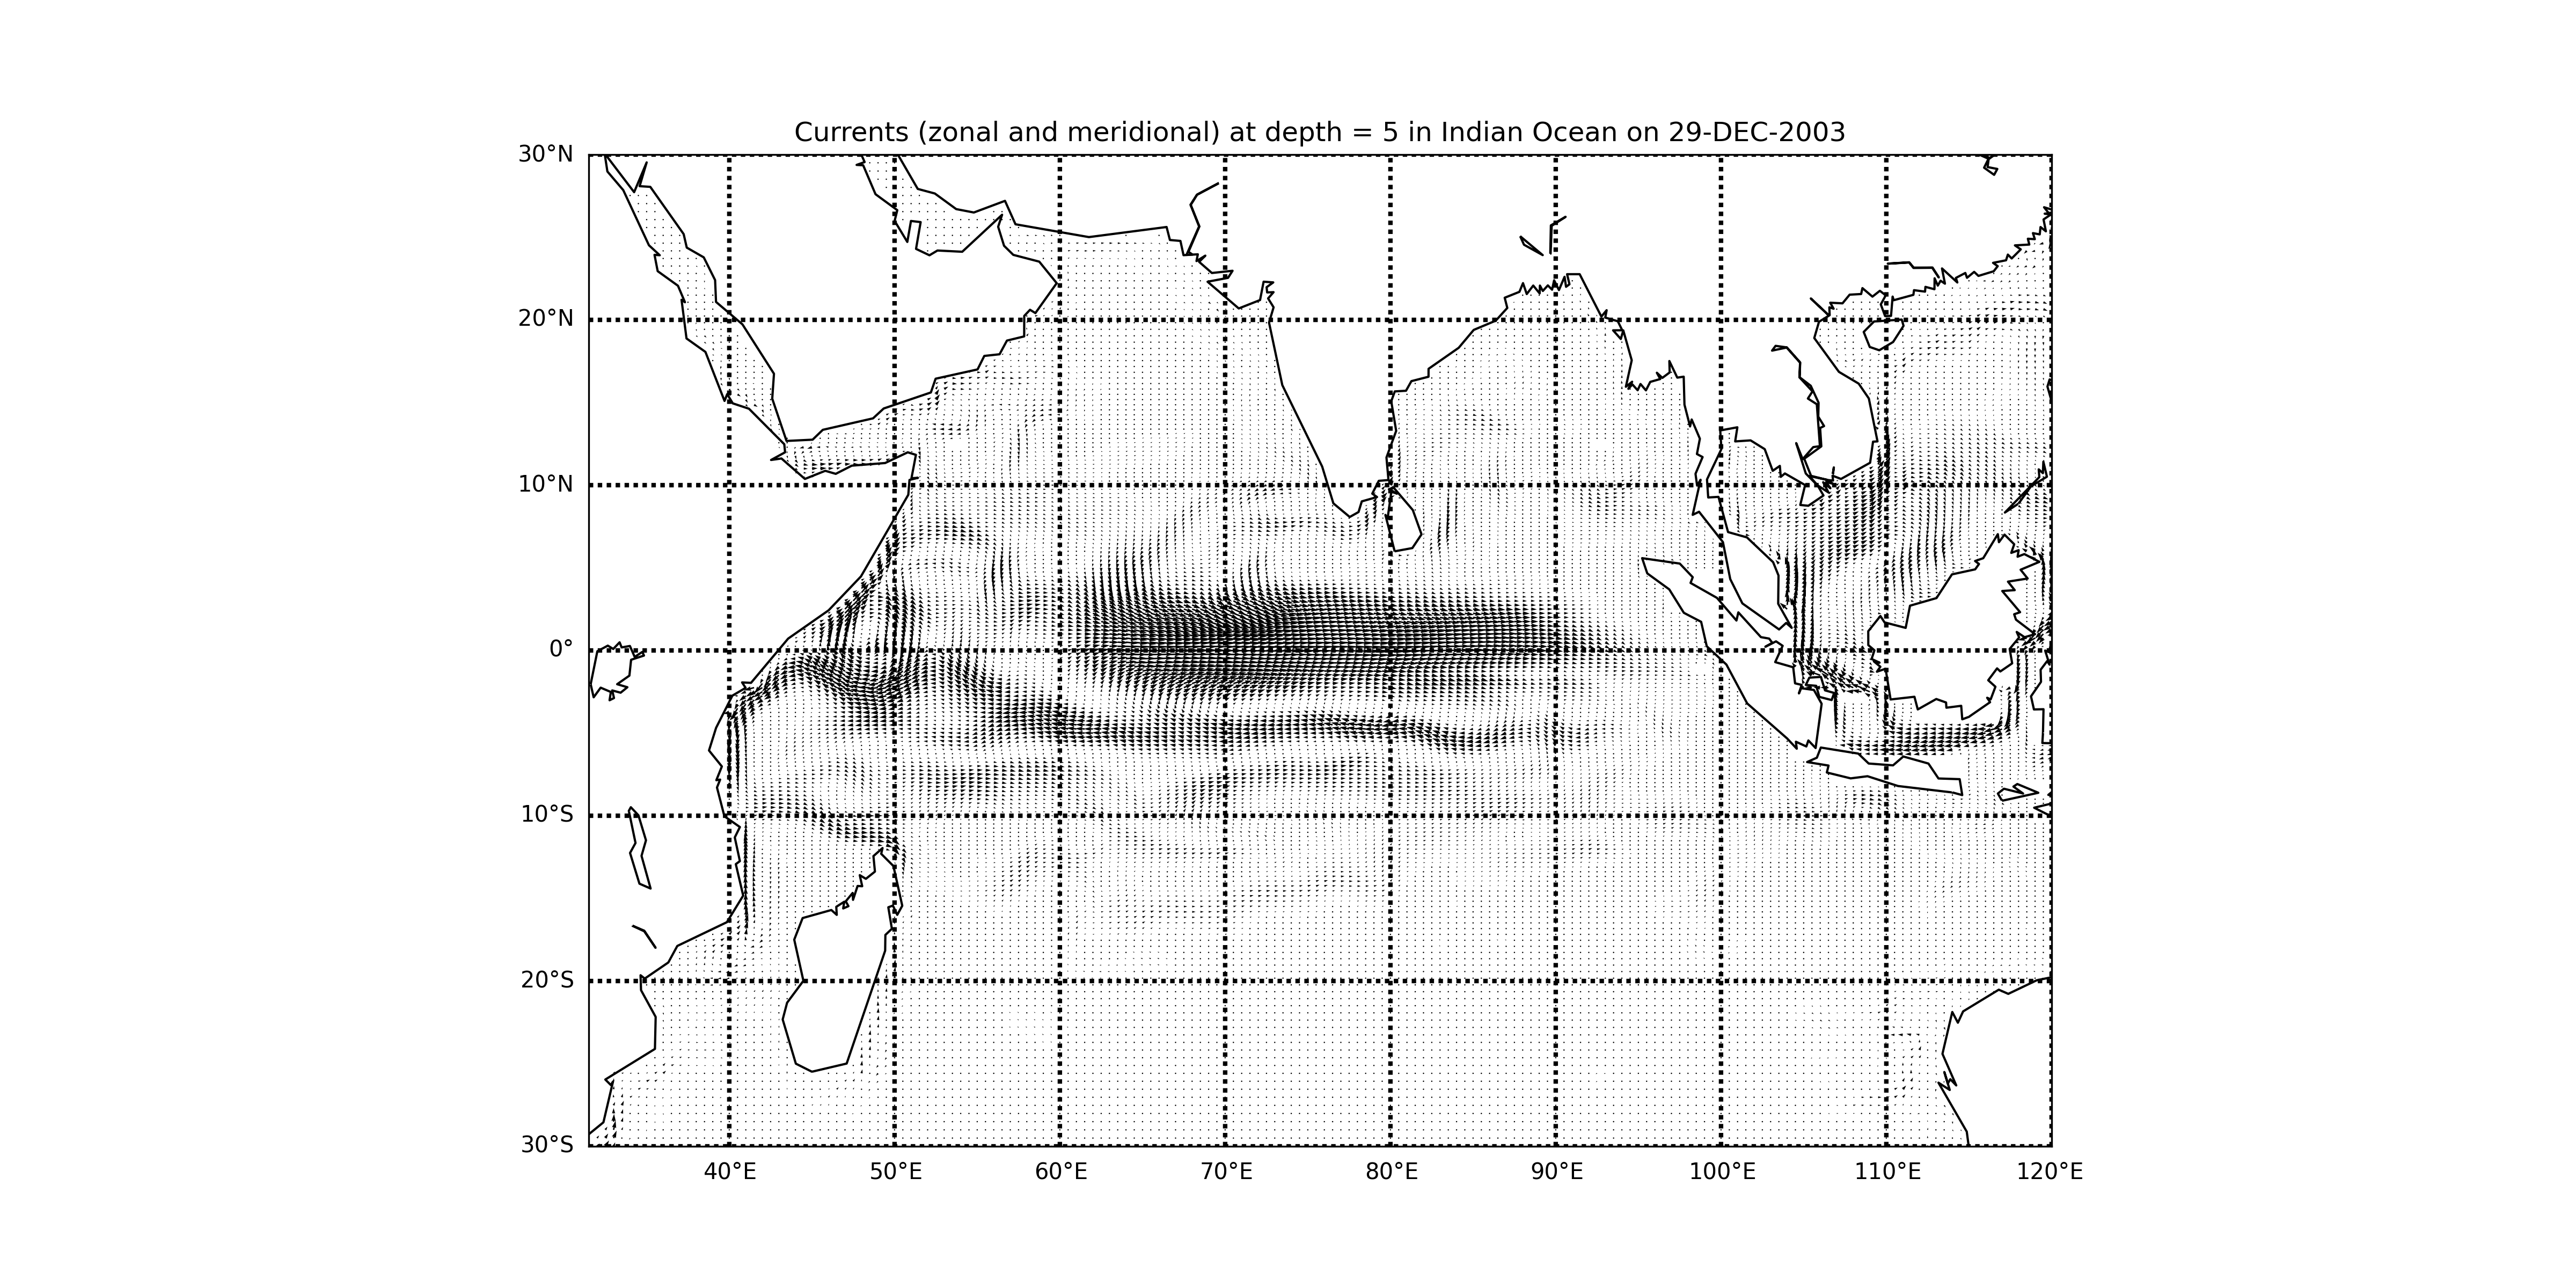 Currents (zonal and meridional) at depth = 5 in Indian Ocean on 29-DEC-2003
30°N
20°N
10°N
0°
10°S
20°S
30°S
40°E 50°E 60°E 70°E 80°E 90°E 100°E 110°E 120°E